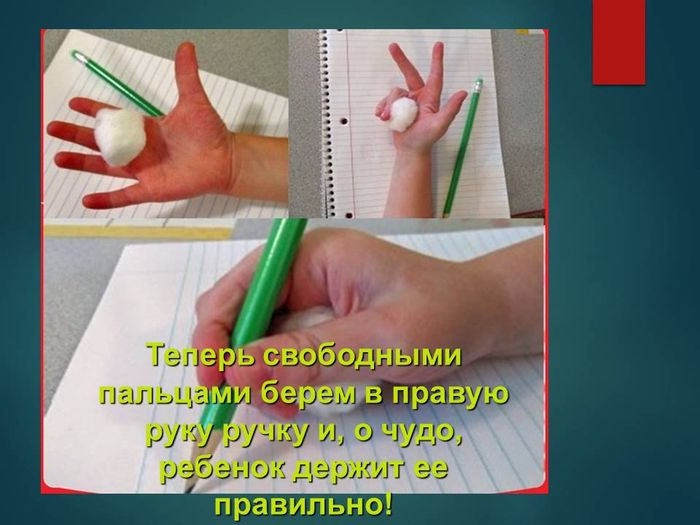 Теперь свободными
пальцами берем в правую
руку ручку и, о чудо,
ребенок держит ее
правильно!